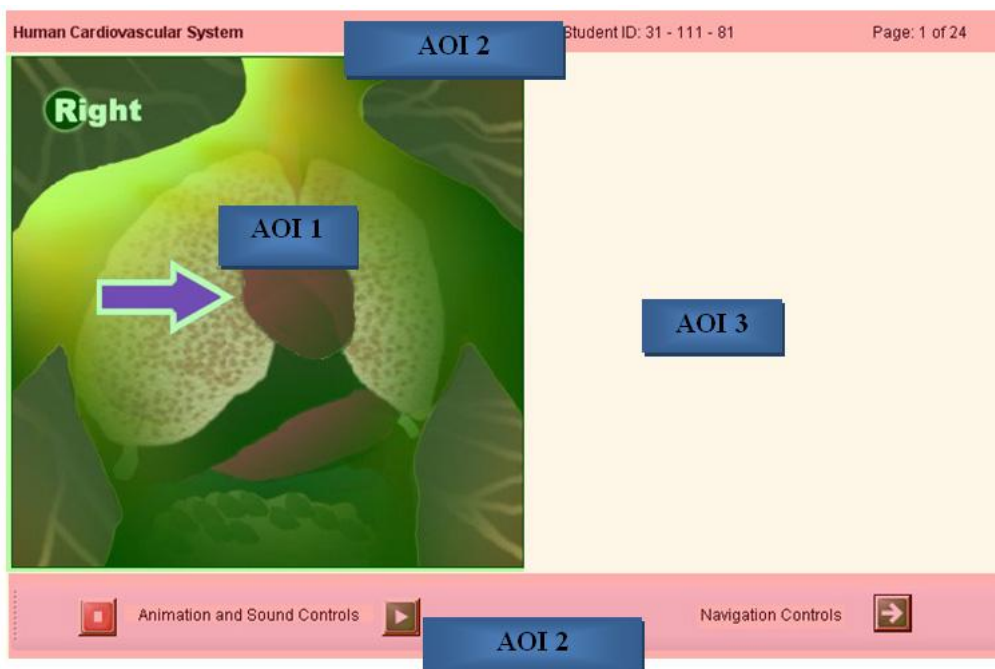 Human Cardiovascular System AOI 2 Student ID: 31 - 111 - 81 Page: 1 of 24
Right
AOI 1
AOI 3
Animation and Sound Controls Navigation Controls
AOI 2